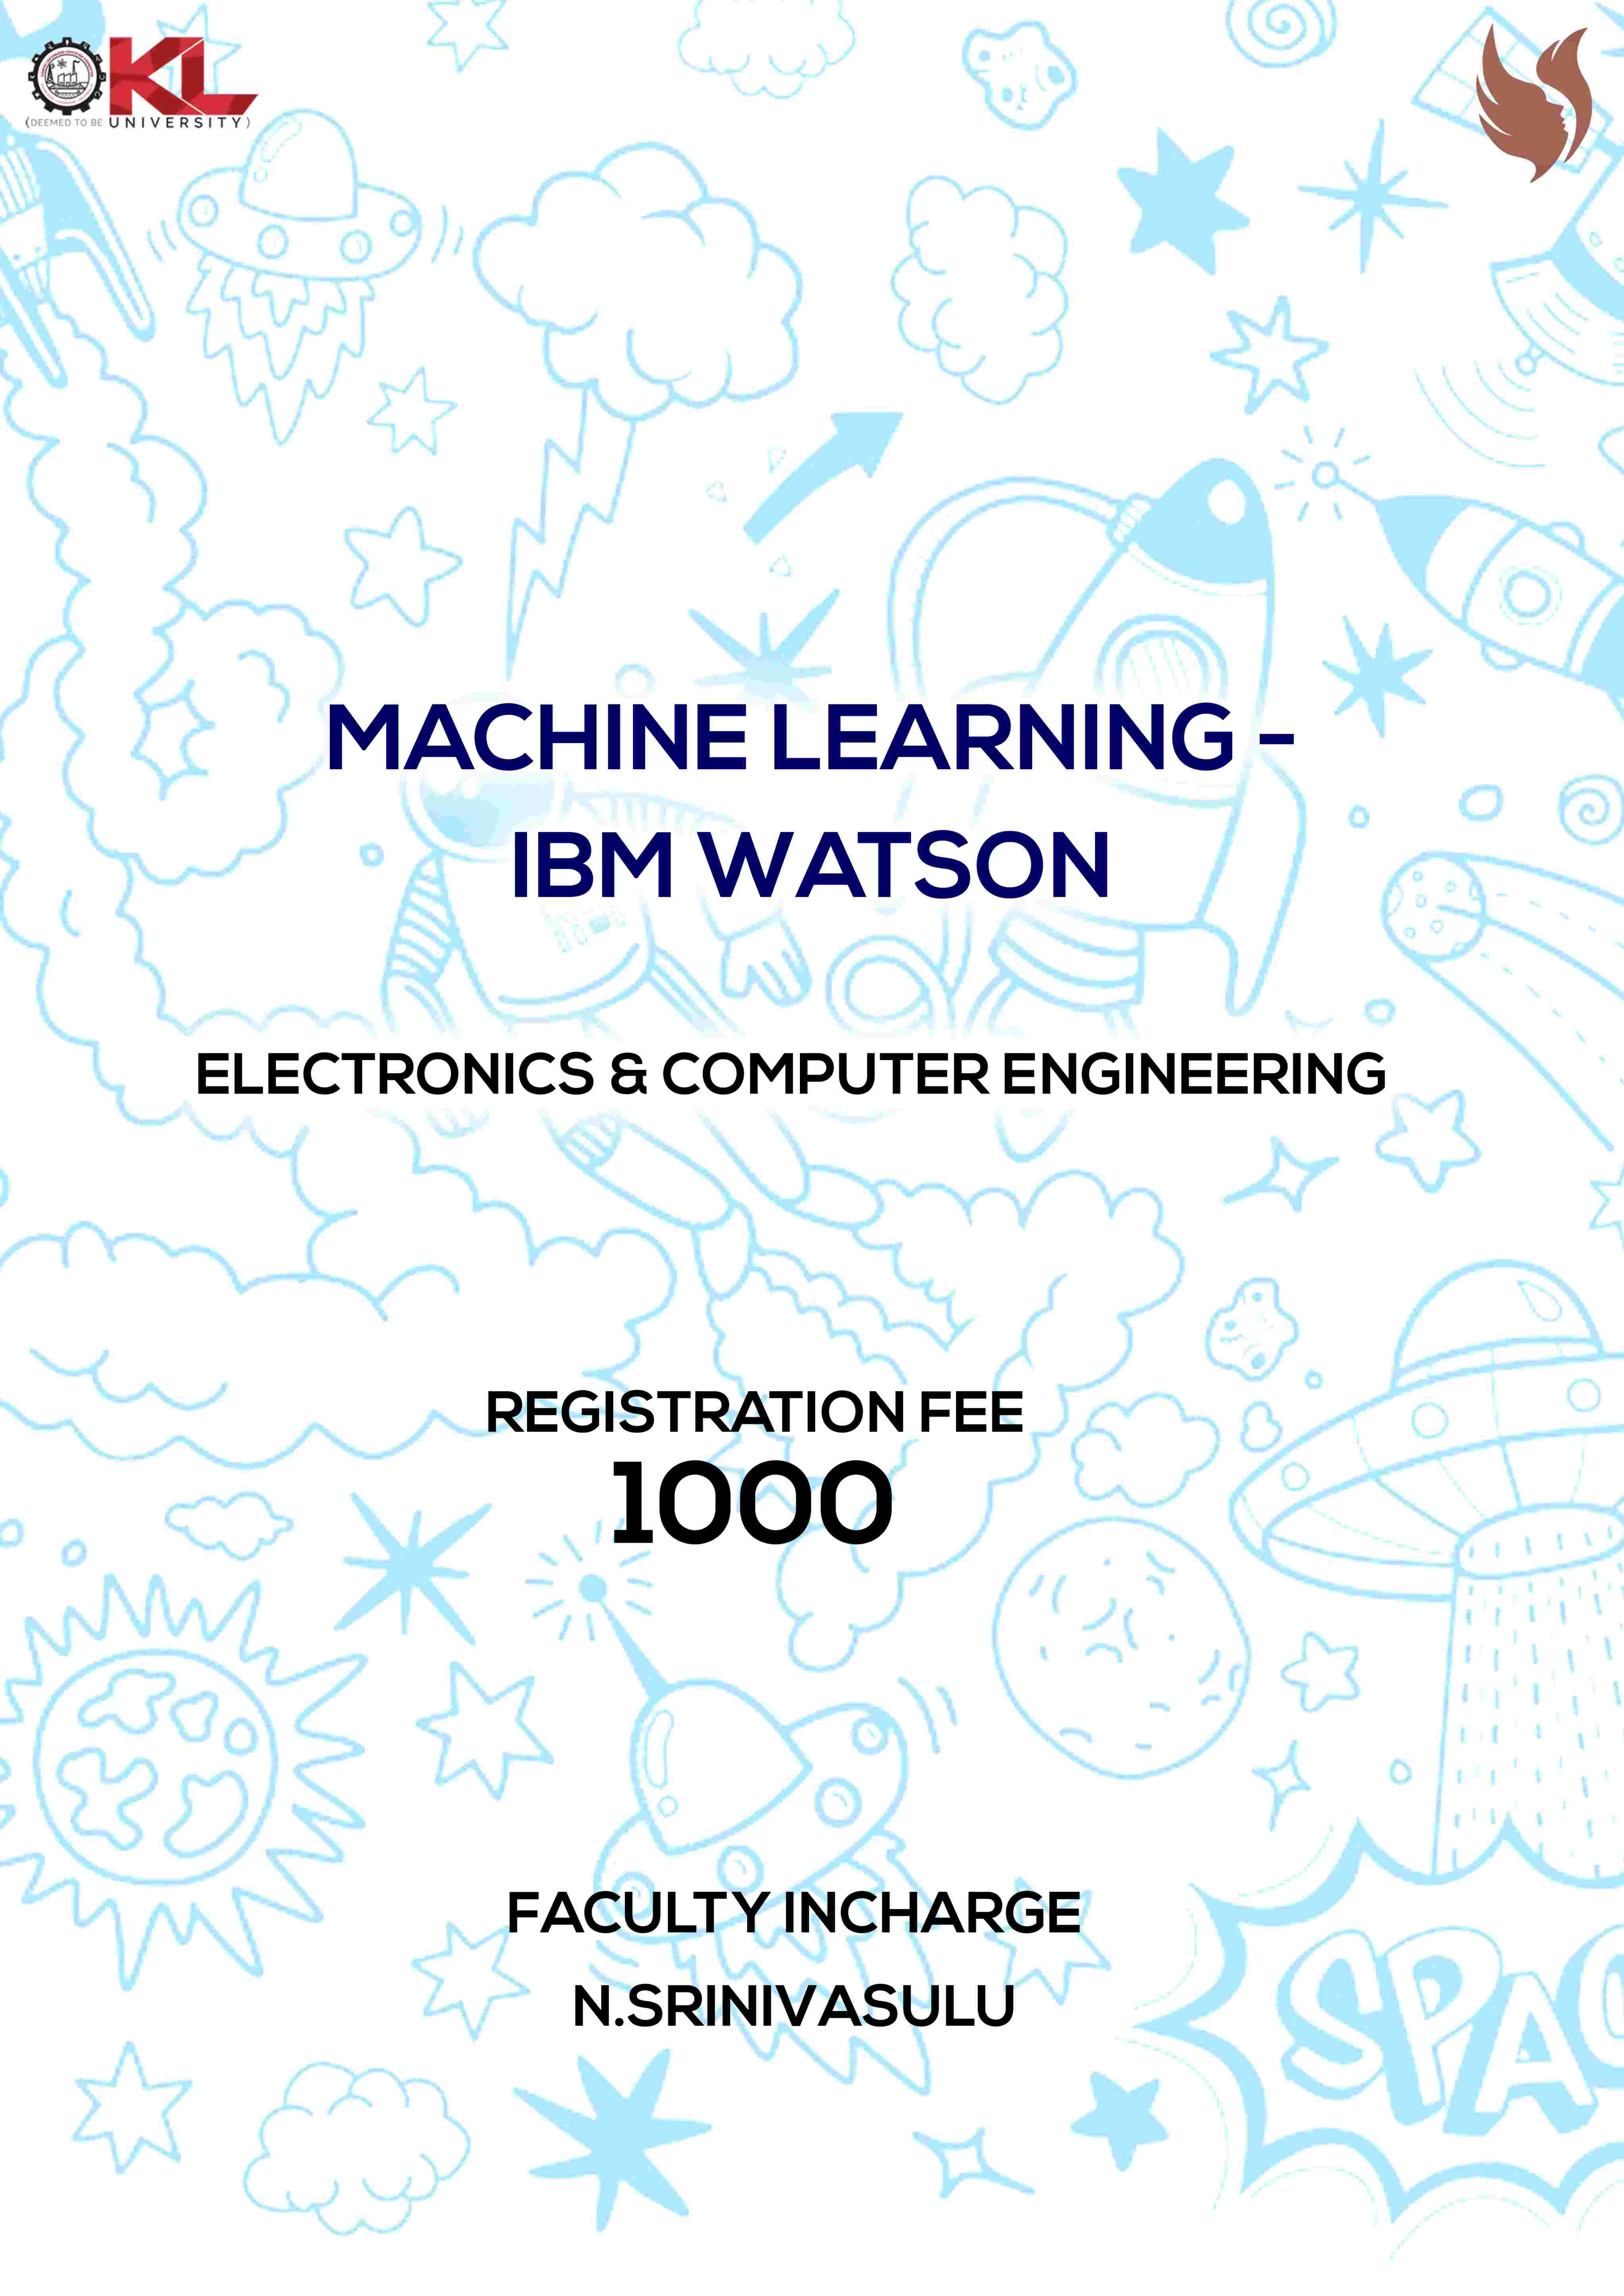 KL
(DEEMED TO BE UNIVERSITY)
MACHINE LEARNING -
IBM WATSON
ELECTRONICS & COMPUTER ENGINEERING
REGISTRATION FEE
1000
FACULTY INCHARGE
N.SRINIVASULU